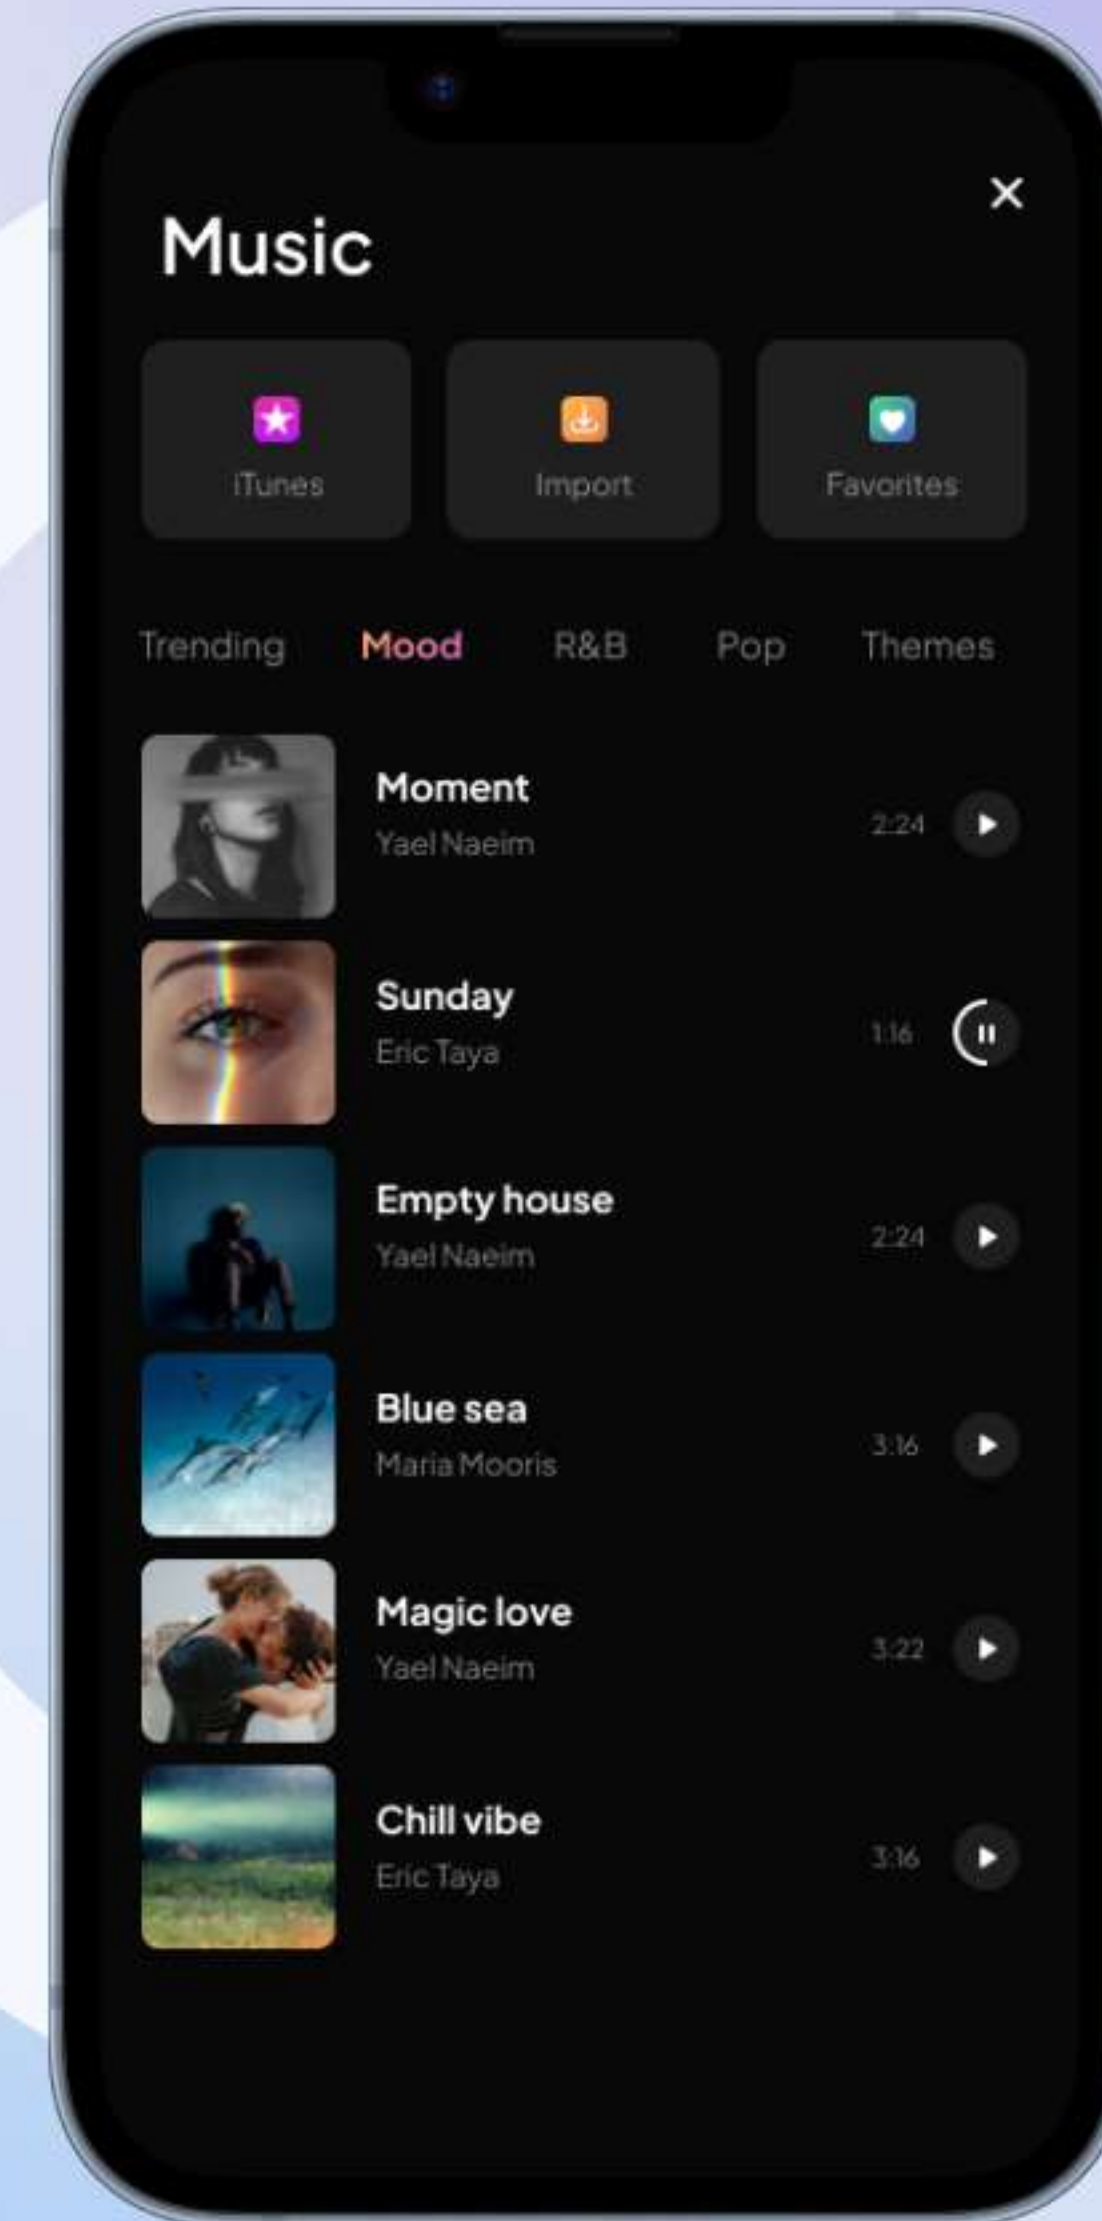 Music
iTunes
Import
Favorites
Trending Mood R&B Pop Themes
Moment
Yael Naeim
2:24
Sunday
Eric Taya
1:16
Empty house
Yael Naeim
2:24
Blue sea
Maria Mooris
3:16
Magic love
Yael Naeim
3:22
Chill vibe
Eric Taya
3:16